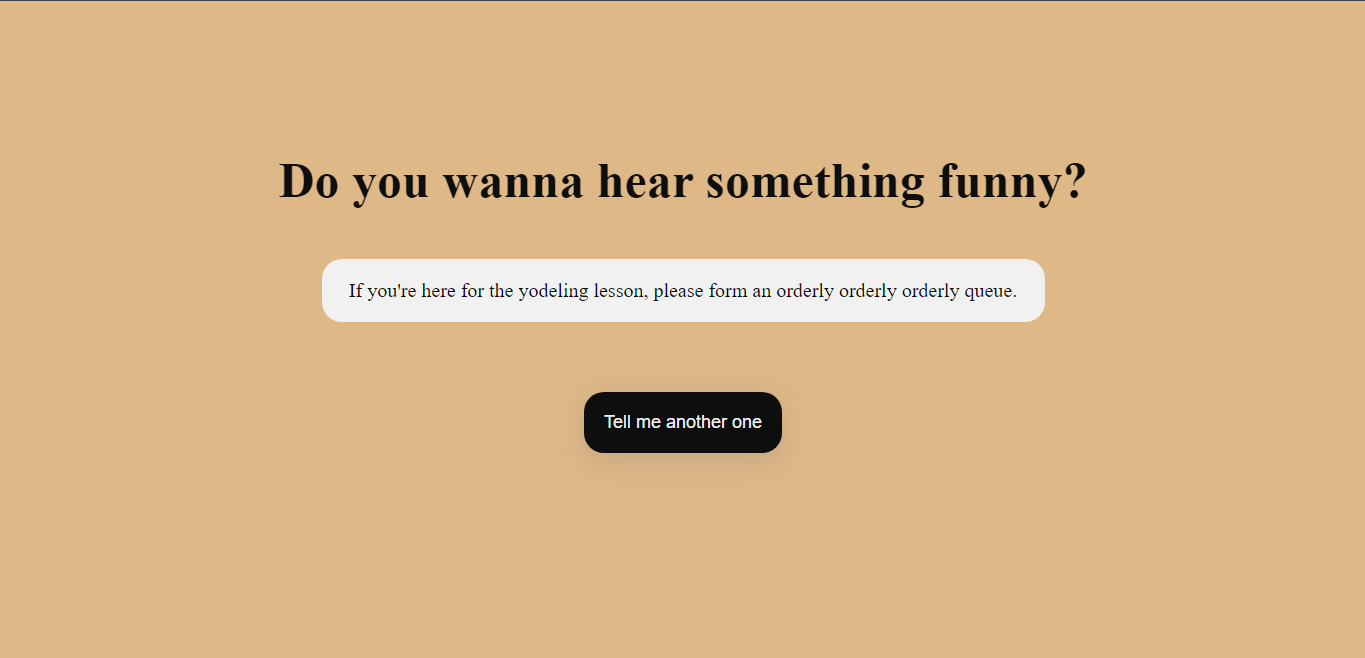 Do you wanna hear something funny?
If you're here for the yodeling lesson, please form an orderly orderly orderly queue.
Tell me another one